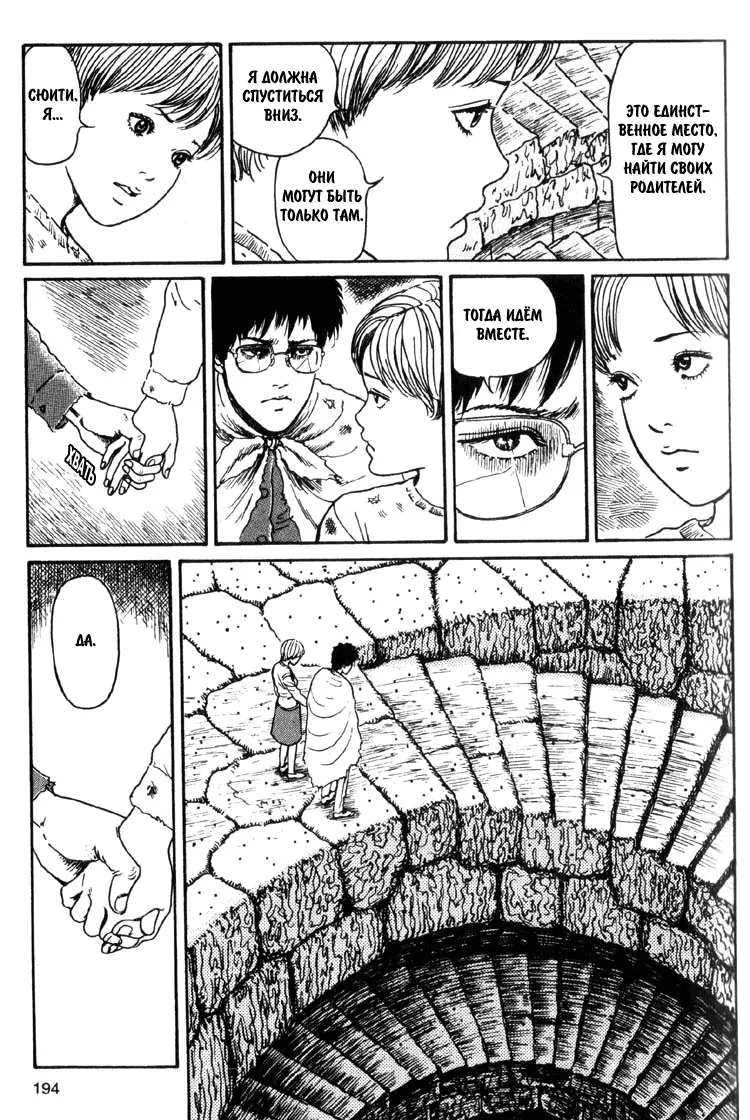 СЮИТИ,
Я...
Я ДОЛЖНА
СПУСТИТЬСЯ
ВНИЗ.
ОНИ
МОГУТ БЫТЬ
ТОЛЬКО ТАМ.
ЭТО ЕДИНСТ-
ВЕННОЕ МЕСТО,
ГДЕ Я МОГУ
НАЙТИ СВОИХ
РОДИТЕЛЕЙ.
ХВАТЬ
ТОГДА ИДЁМ
ВМЕСТЕ.
ДА.
194